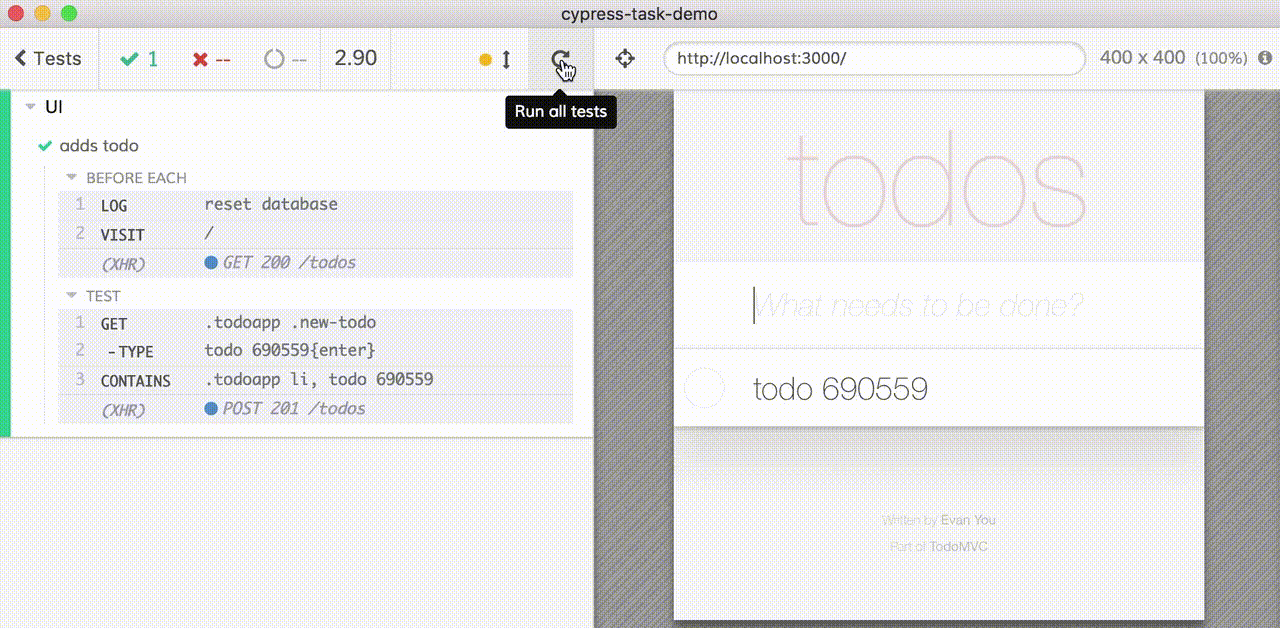 cypress-task-demo
Tests 1 -- -- 2.90 http://localhost:3000/ 400 x 400 (100%)
Run all tests
UI
adds todo
BEFORE EACH
1 LOG reset database
2 VISIT /
(XHR) GET 200 /todos
TEST
1 GET .todoapp .new-todo
2 -TYPE todo 690559{enter}
3 CONTAINS .todoapp li, todo 690559
(XHR) POST 201 /todos
todos
What needs to be done?
todo 690559
Written by Evan You
Part of TodoMVC